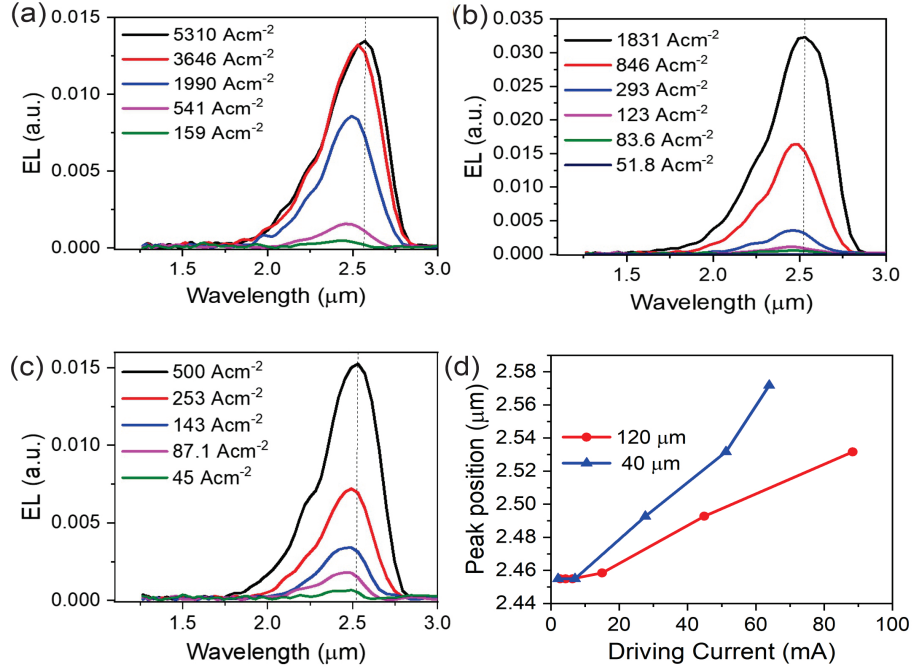 (a)
5310 Acm⁻²
3646 Acm⁻²
1990 Acm⁻²
541 Acm⁻²
159 Acm⁻²
0.015
0.010
0.005
0.000
EL (a.u.)
1.5 2.0 2.5 3.0
Wavelength (μm)
(b)
1831 Acm⁻²
846 Acm⁻²
293 Acm⁻²
123 Acm⁻²
83.6 Acm⁻²
51.8 Acm⁻²
0.035
0.030
0.025
0.020
0.015
0.010
0.005
0.000
EL (a.u.)
1.5 2.0 2.5 3.0
Wavelength (μm)
(c)
500 Acm⁻²
253 Acm⁻²
143 Acm⁻²
87.1 Acm⁻²
45 Acm⁻²
0.015
0.010
0.005
0.000
EL (a.u.)
1.5 2.0 2.5 3.0
Wavelength (μm)
(d)
120 μm
40 μm
2.58
2.56
2.54
2.52
2.50
2.48
2.46
2.44
Peak position (μm)
0 20 40 60 80 100
Driving Current (mA)